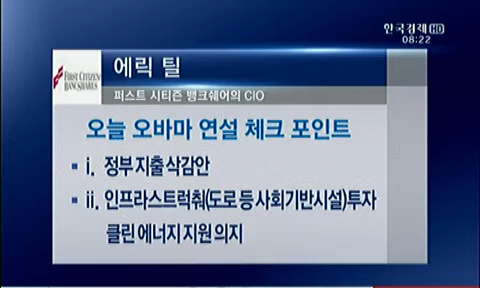 한국경제 HD
08:22
FIRST CITIZENS
BANCSHARES
에릭 틸
퍼스트 시티즌 뱅크쉐어의 CIO
오늘 오바마 연설 체크 포인트
▪ i. 정부 지출 삭감안
▪ ii. 인프라스트럭춰(도로 등 사회기반시설)투자
클린 에너지 지원 의지